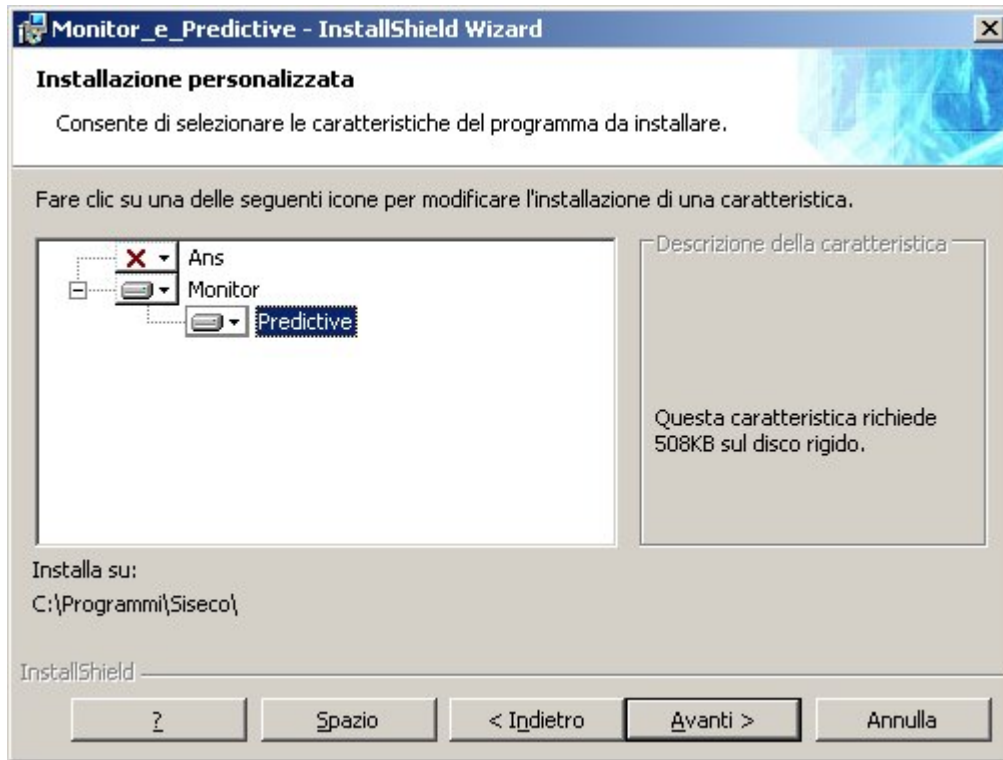 Monitor_e_Predictive - InstallShield Wizard
Installazione personalizzata
Consente di selezionare le caratteristiche del programma da installare.
Fare clic su una delle seguenti icone per modificare l'installazione di una caratteristica.
Ans
Monitor
Predictive
Descrizione della caratteristica
Questa caratteristica richiede
508KB sul disco rigido.
Installa su:
C:\Programmi\Siseco\
InstallShield
?
Spazio
< Indietro
Avanti >
Annulla